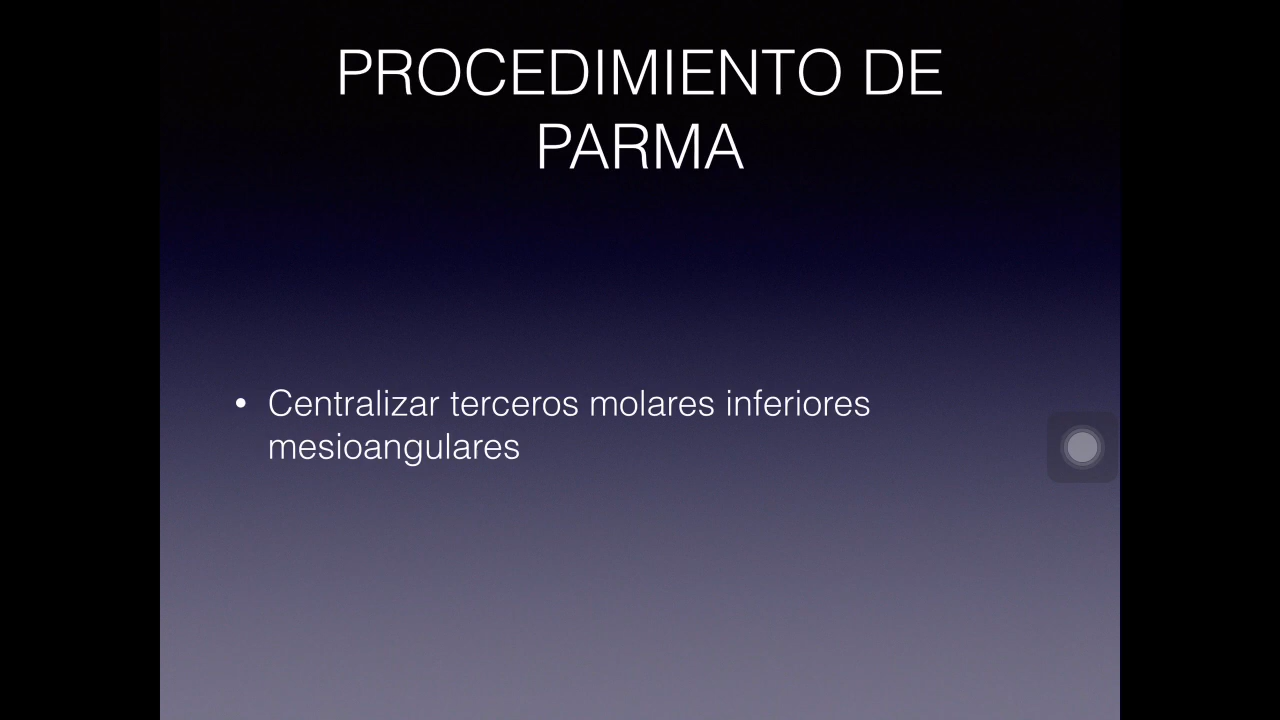 PROCEDIMIENTO DE
PARMA
• Centralizar terceros molares inferiores
mesioangulares